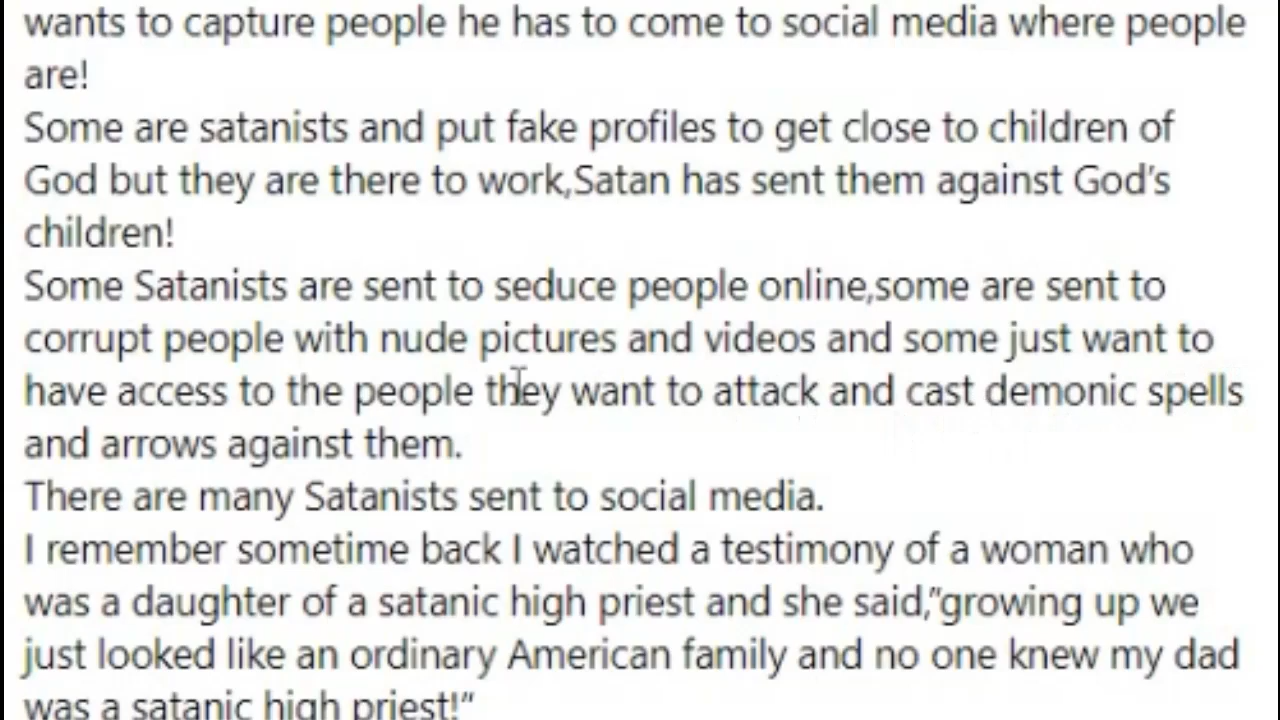 wants to capture people he has to come to social media where people
are!
Some are satanists and put fake profiles to get close to children of
God but they are there to work,Satan has sent them against God's
children!
Some Satanists are sent to seduce people online,some are sent to
corrupt people with nude pictures and videos and some just want to
have access to the people they want to attack and cast demonic spells
and arrows against them.
There are many Satanists sent to social media.
I remember sometime back I watched a testimony of a woman who
was a daughter of a satanic high priest and she said,"growing up we
just looked like an ordinary American family and no one knew my dad
was a satanic high priest!"